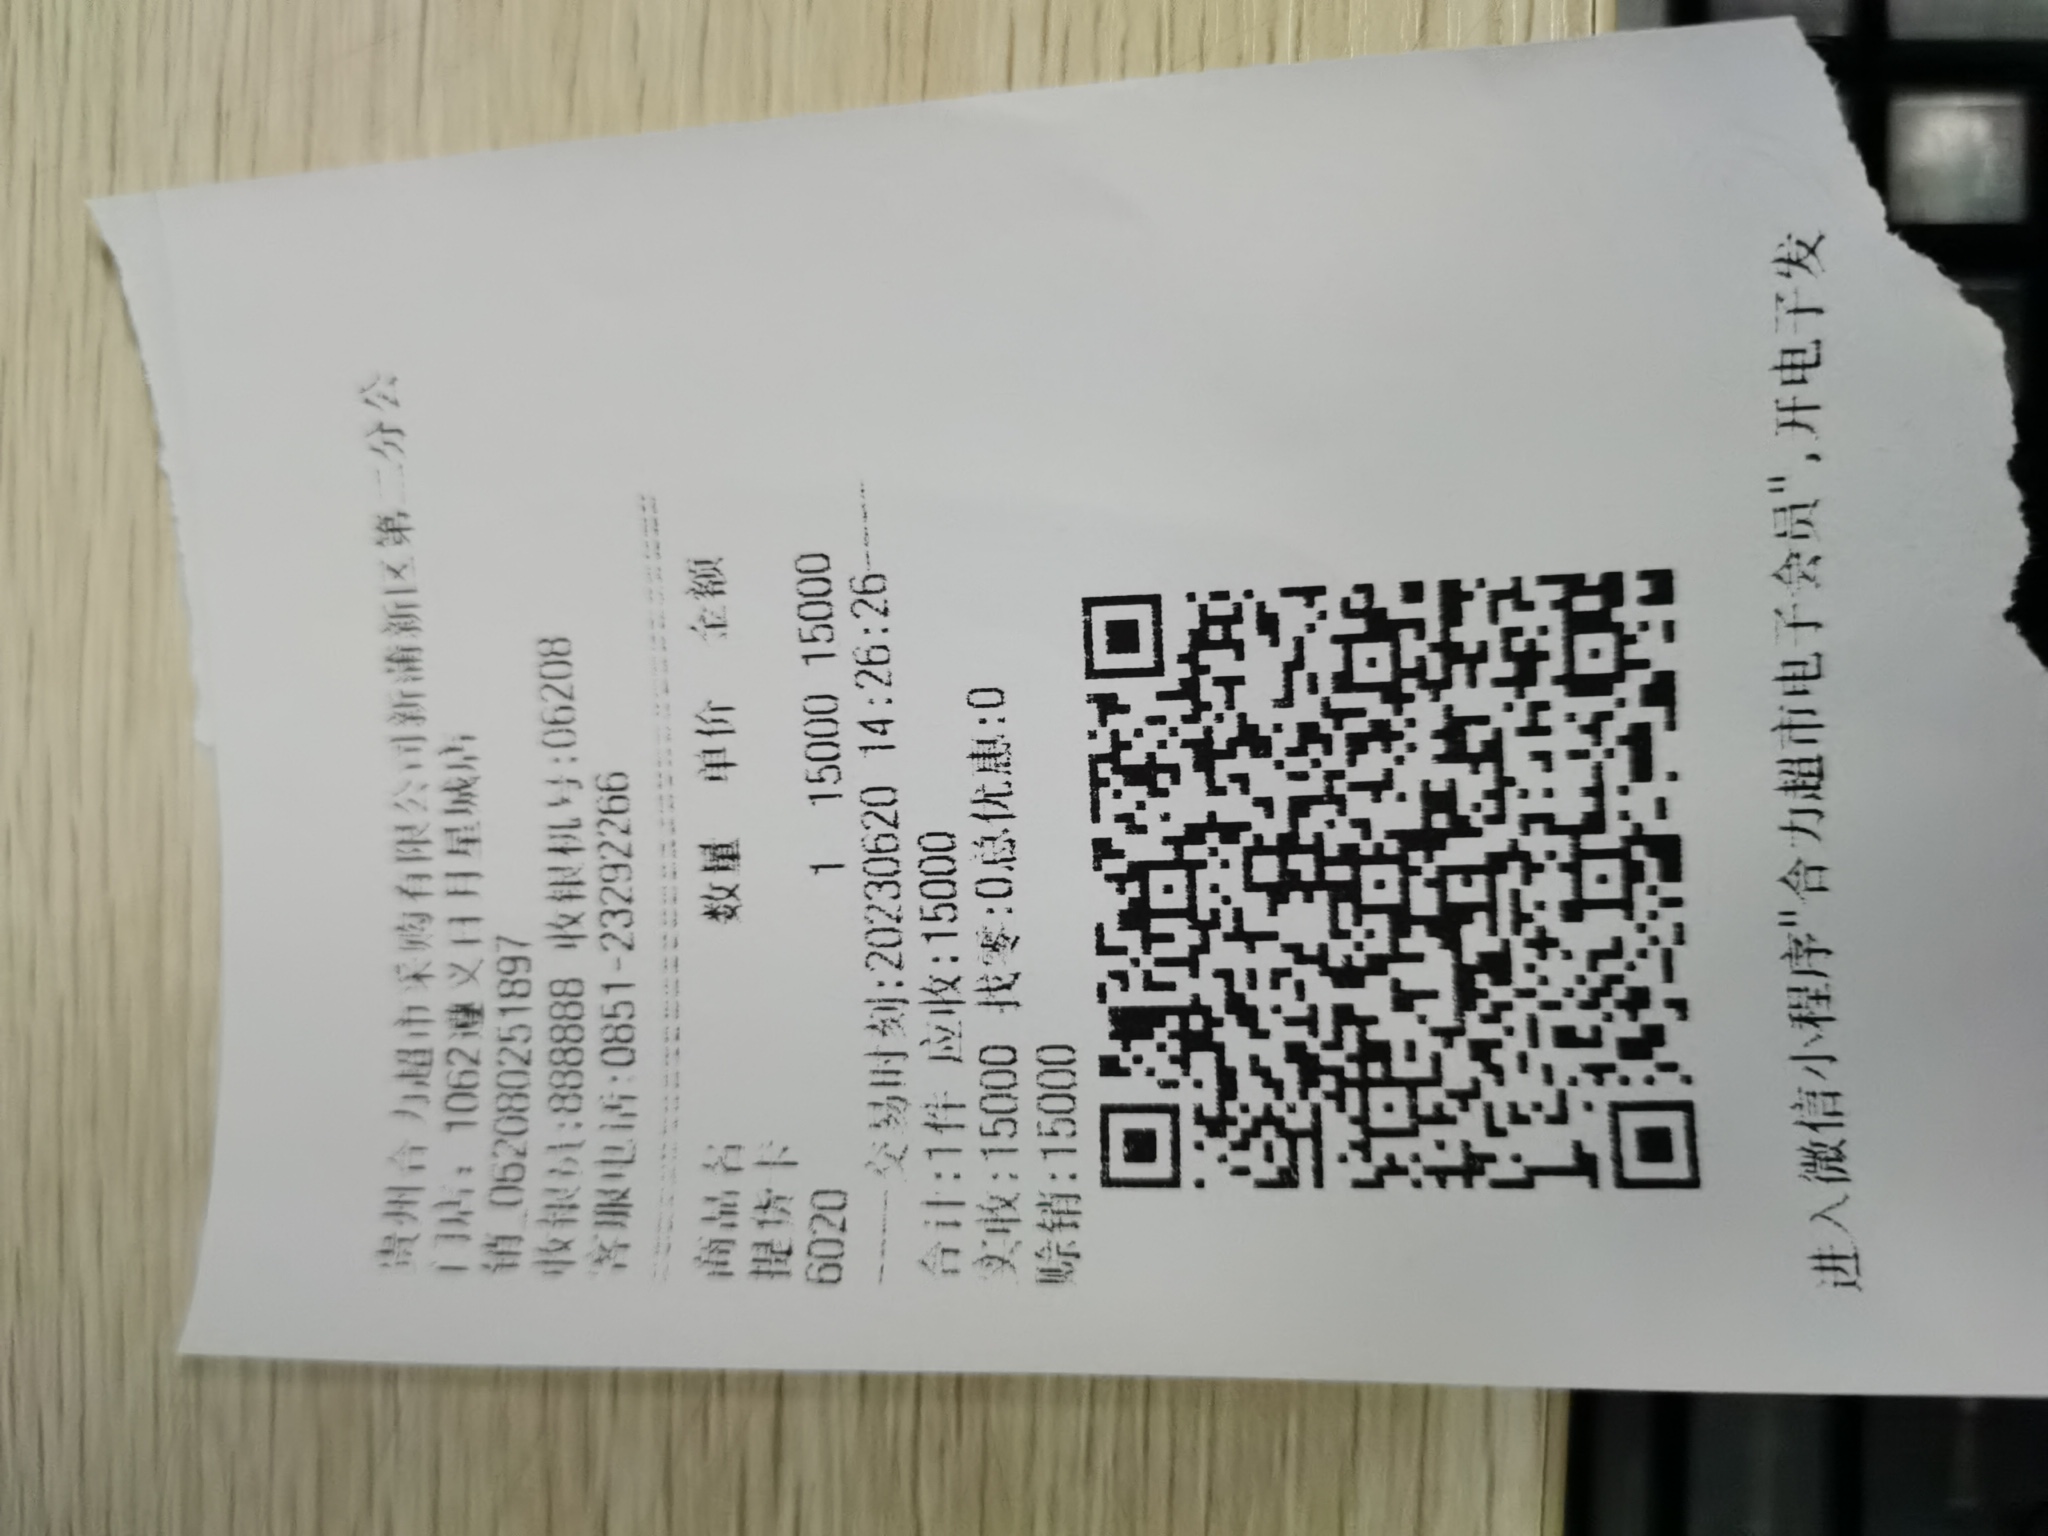 贵州合力超市采购有限公司新浦新区第二分公
门店：1062遵义日月星城店
销_0620880251897
收银员:888888 收银机号:06208
客服电话:0851-23292266
商品名 数量 单价 金额
提货卡
6020 1 15000 15000
交易时刻:20230620 14:26:26
合计:1件 应收:15000
实收:15000 找零:0总优惠:0
赊销:15000
进入微信小程序"合力超市电子会员",开电子发